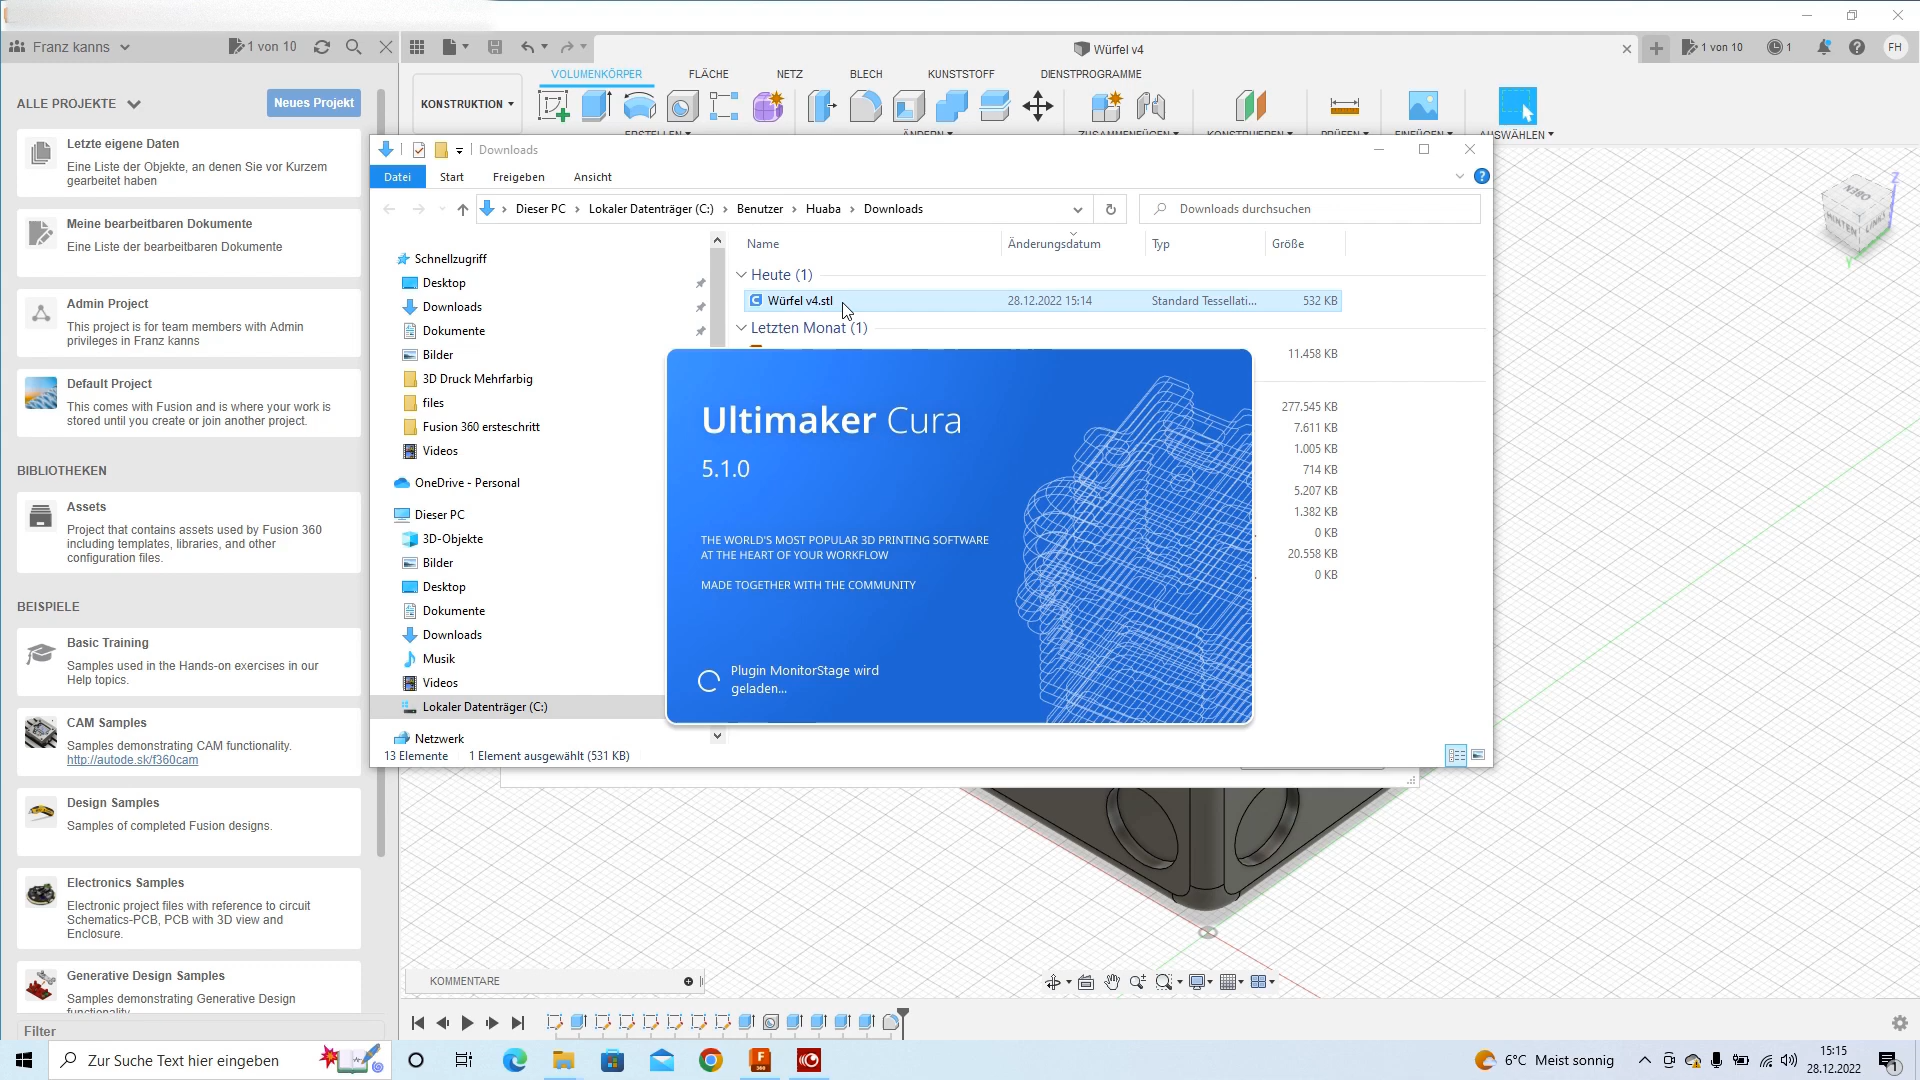 Franz kanns
1 von 10
Würfel v4
1 von 10
1
FH
VOLUMENKÖRPER
FLÄCHE
NETZ
BLECH
KUNSTSTOFF
DIENSTPROGRAMME
KONSTRUKTION
ERSTELLEN
ÄNDERN
ZUSAMMENFÜGEN
KONSTRUIEREN
PRÜFEN
EINFÜGEN
AUSWÄHLEN
ALLE PROJEKTE
Neues Projekt
Letzte eigene Daten
Eine Liste der Objekte, an denen Sie vor Kurzem
gearbeitet haben
Meine bearbeitbaren Dokumente
Eine Liste der bearbeitbaren Dokumente
Admin Project
This project is for team members with Admin
privileges in Franz kanns
Default Project
This comes with Fusion and is where your work is
stored until you create or join another project.
BIBLIOTHEKEN
Assets
Project that contains assets used by Fusion 360
including templates, libraries, and other
configuration files.
BEISPIELE
Basic Training
Samples used in the Hands-on exercises in our
Help topics.
CAM Samples
Samples demonstrating CAM functionality.
http://autode.sk/f360cam
Design Samples
Samples of completed Fusion designs.
Electronics Samples
Electronic project files with reference to circuit
Schematics-PCB, PCB with 3D view and
Enclosure.
Generative Design Samples
Samples demonstrating Generative Design
functionality
Filter
Downloads
Datei
Start
Freigeben
Ansicht
Dieser PC
Lokaler Datenträger (C:)
Benutzer
Huaba
Downloads
Downloads durchsuchen
Schnellzugriff
Desktop
Downloads
Dokumente
Bilder
3D Druck Mehrfarbig
files
Fusion 360 ersteschritt
Videos
OneDrive - Personal
Dieser PC
3D-Objekte
Bilder
Desktop
Dokumente
Downloads
Musik
Videos
Lokaler Datenträger (C:)
Netzwerk
Name
Änderungsdatum
Typ
Größe
Heute (1)
Würfel v4.stl
28.12.2022 15:14
Standard Tessellati...
532 KB
Letzten Monat (1)
11.458 KB
277.545 KB
7.611 KB
1.005 KB
714 KB
5.207 KB
1.382 KB
0 KB
20.558 KB
0 KB
13 Elemente
1 Element ausgewählt (531 KB)
Ultimaker Cura
5.1.0
THE WORLD'S MOST POPULAR 3D PRINTING SOFTWARE
AT THE HEART OF YOUR WORKFLOW
MADE TOGETHER WITH THE COMMUNITY
Plugin MonitorStage wird
geladen...
OBEN
HINTEN
LINKS
Z
Y
KOMMENTARE
Zur Suche Text hier eingeben
6°C Meist sonnig
15:15
28.12.2022
1